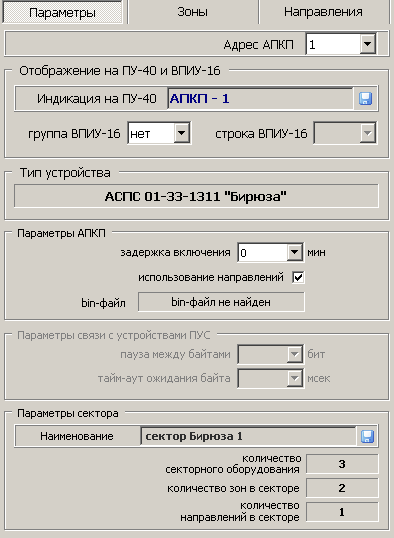 Параметры Зоны Направления
Адрес АПКП 1
Отображение на ПУ-40 и ВПИУ-16
Индикация на ПУ-40 АПКП - 1
группа ВПИУ-16 нет строка ВПИУ-16
Тип устройства
АСПС 01-33-1311 "Бирюза"
Параметры АПКП
задержка включения 0 мин
использование направлений
bin-файл bin-файл не найден
Параметры связи с устройствами ПУС
пауза между байтами бит
тайм-аут ожидания байта мсек
Параметры сектора
Наименование сектор Бирюза 1
количество
секторного оборудования 3
количество зон в секторе 2
количество
направлений в секторе 1